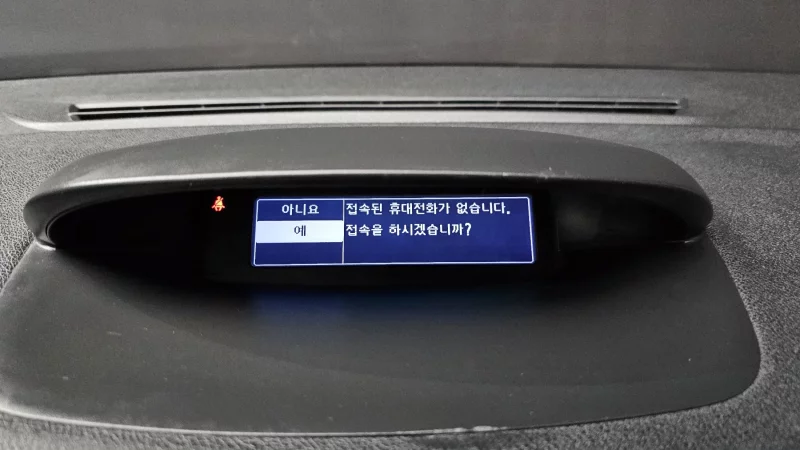 아니요
예
접속된 휴대전화가 없습니다.
접속을 하시겠습니까?